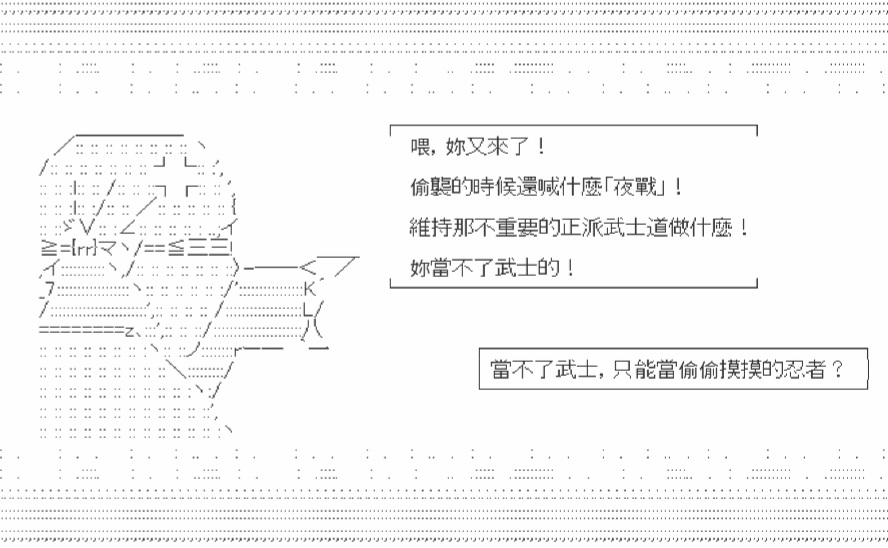 喂，妳又來了！
偷襲的時候還喊什麼「夜戰」！
維持那不重要的正派武士道做什麼！
妳當不了武士的！
當不了武士，只能當偷偷摸摸的忍者？